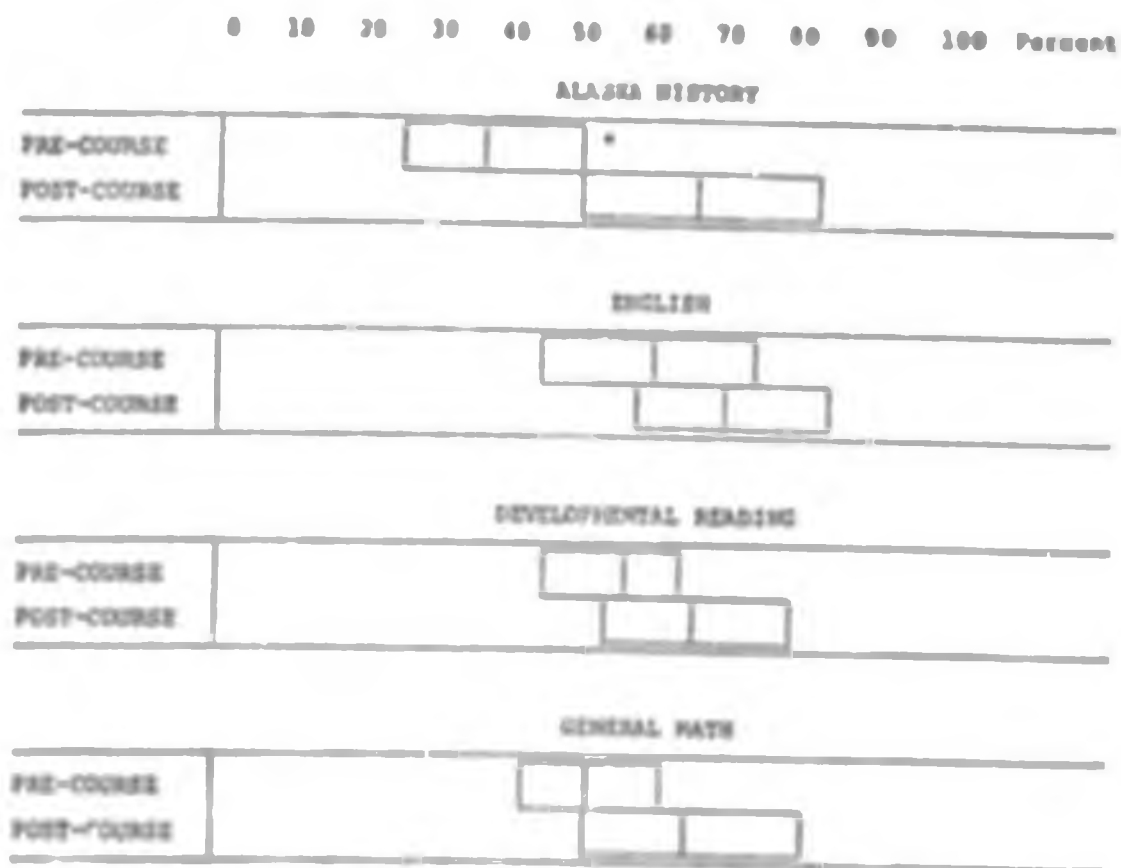 0 10 20 30 40 50 60 70 80 90 100 Percent
ALASKA HISTORY
PRE-COURSE
POST-COURSE
ENGLISH
PRE-COURSE
POST-COURSE
DEVELOPMENTAL READING
PRE-COURSE
POST-COURSE
GENERAL MATH
PRE-COURSE
POST-COURSE